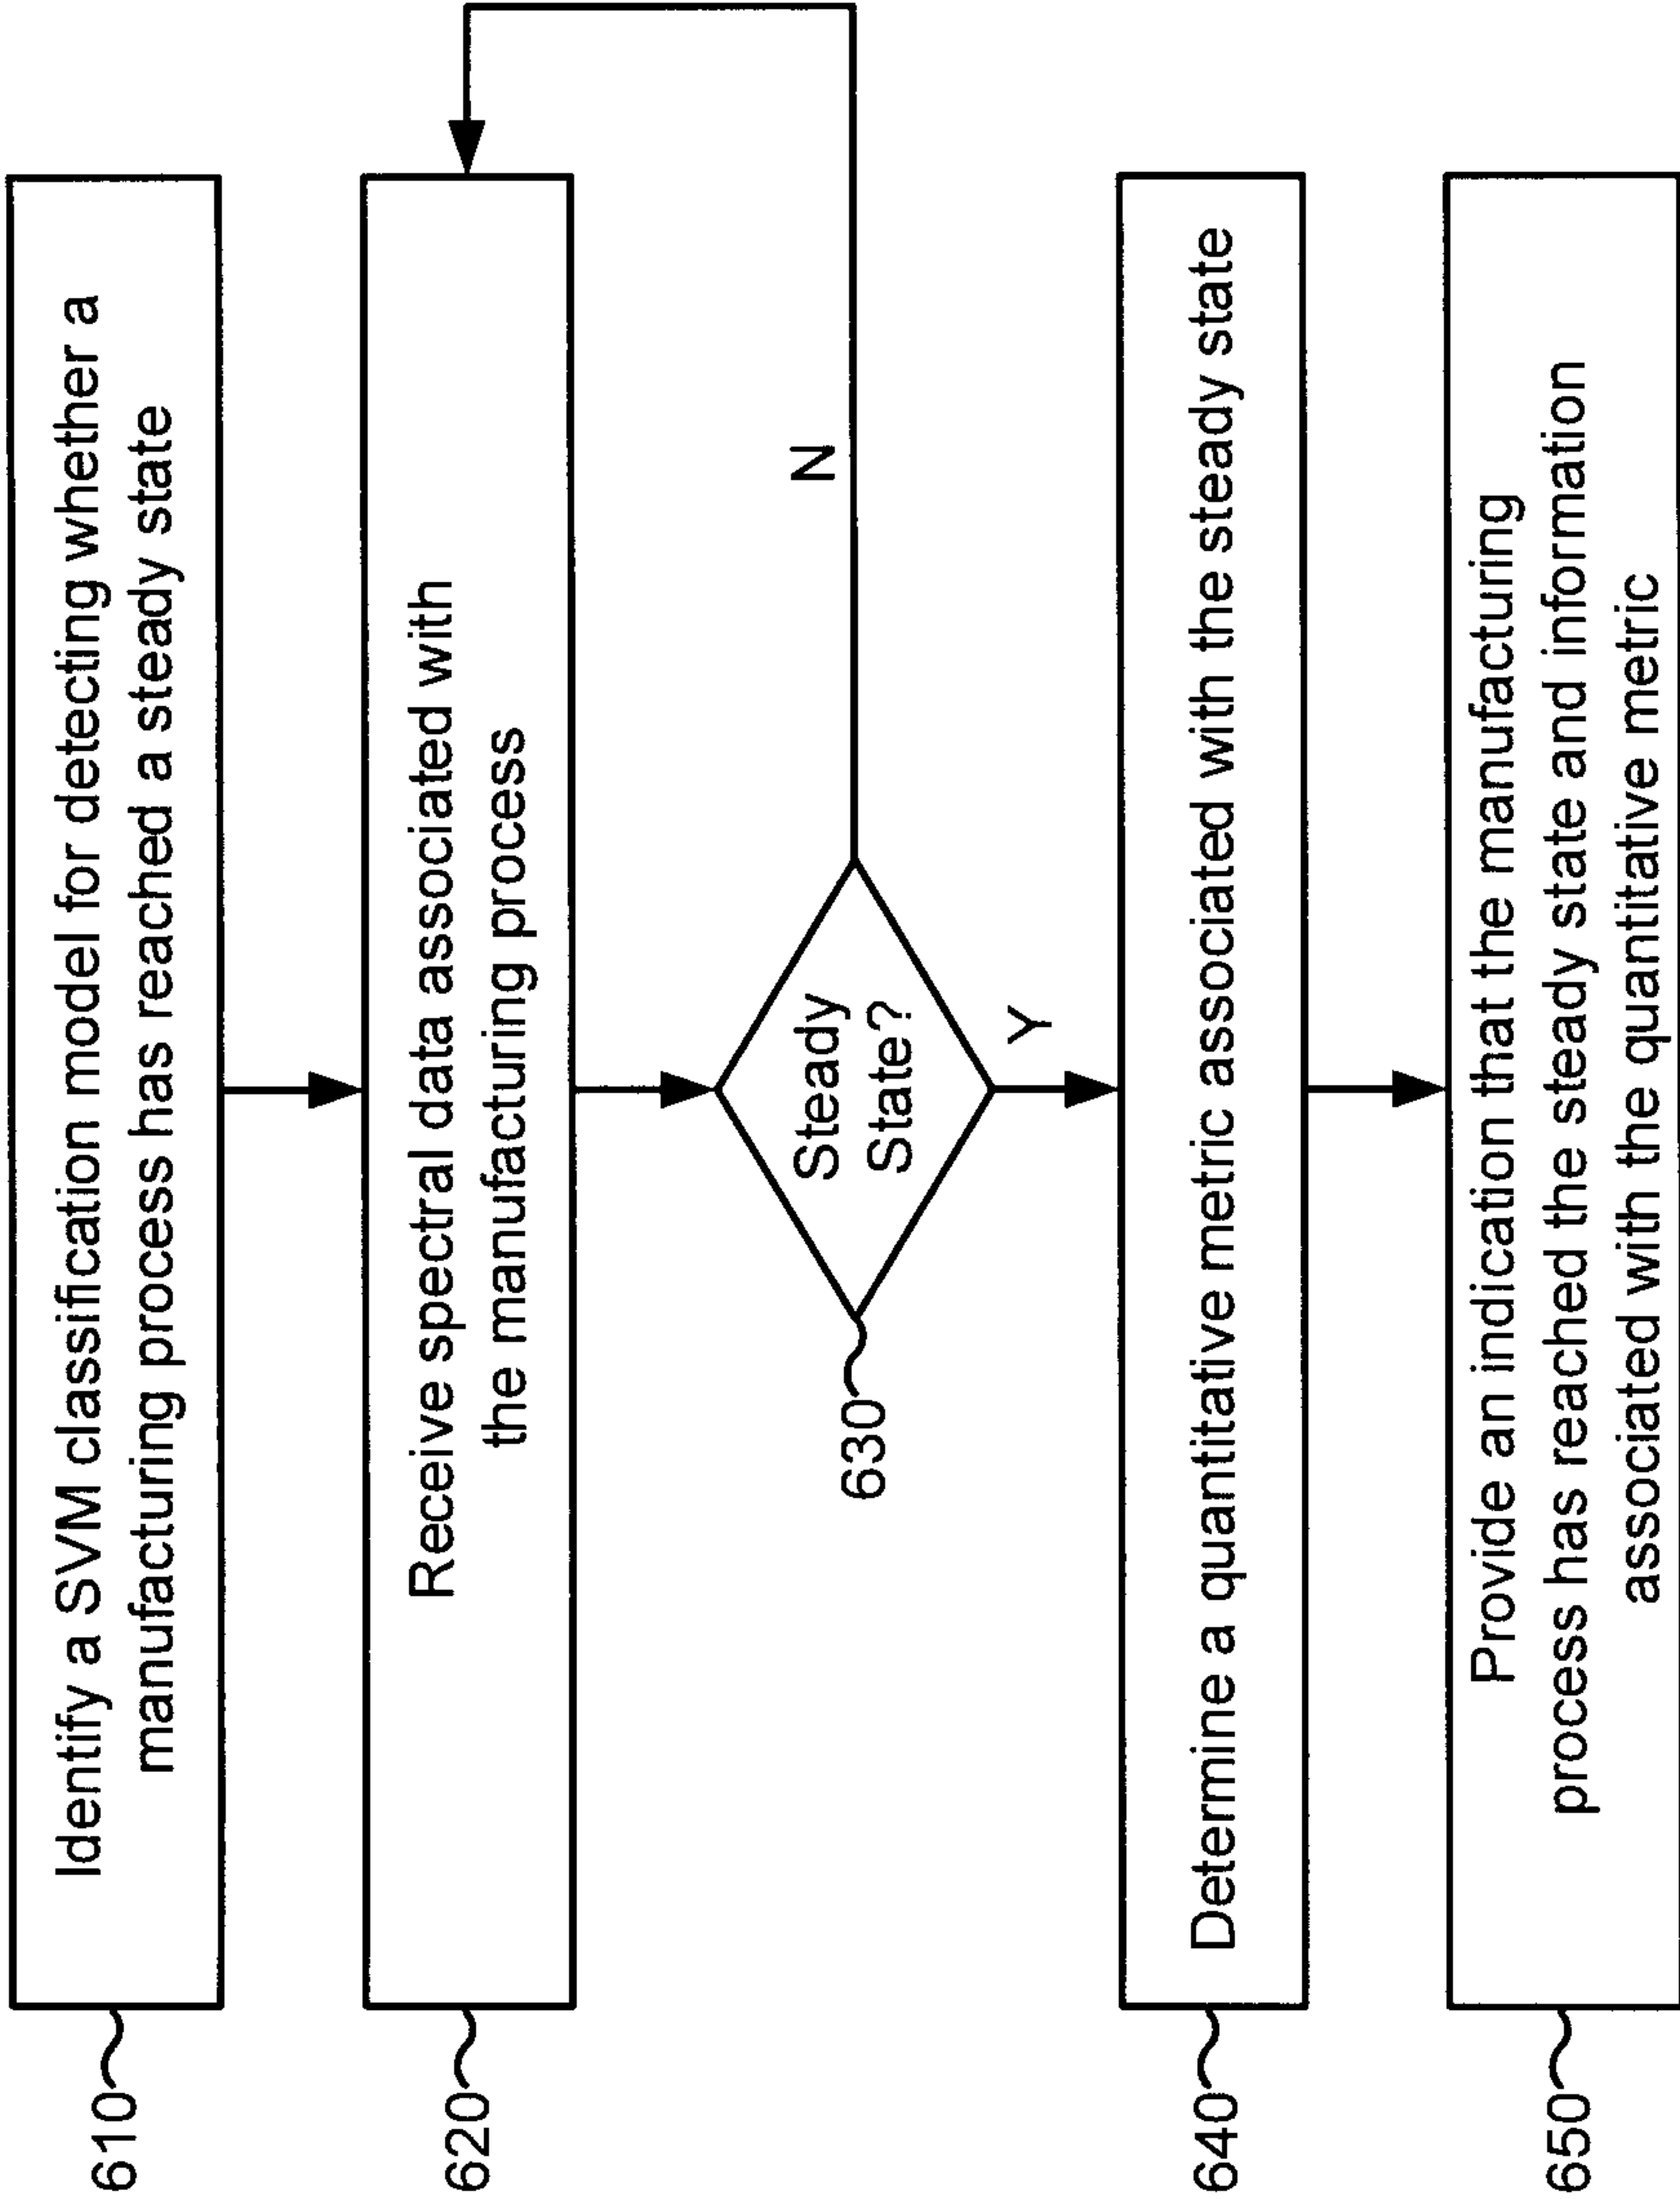 610
Identify a SVM classification model for detecting whether a
manufacturing process has reached a steady state
620
Receive spectral data associated with
the manufacturing process
630
Steady
State?
N
Y
640
Determine a quantitative metric associated with the steady state
650
Provide an indication that the manufacturing
process has reached the steady state and information
associated with the quantitative metric